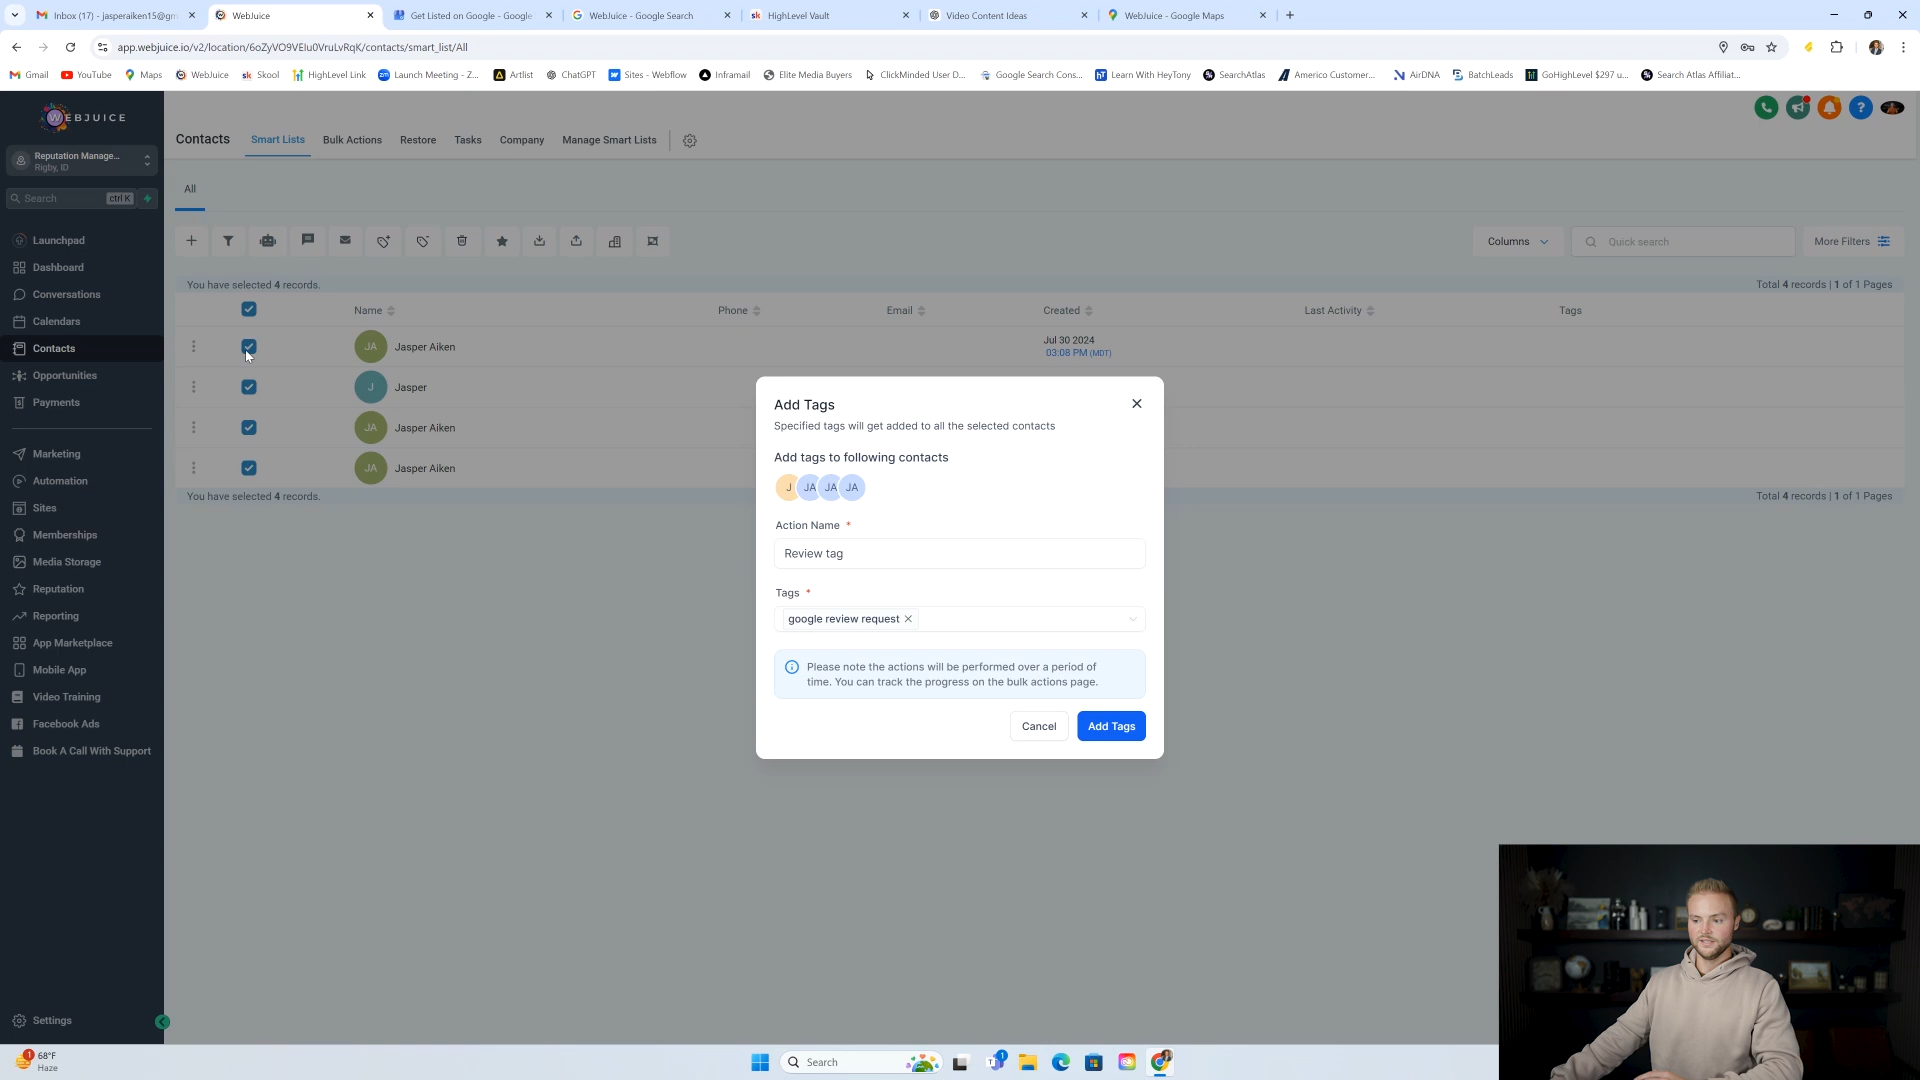 Inbox (17) - jasperaiken15@gm
WebJuice
Get Listed on Google - Google
WebJuice - Google Search
HighLevel Vault
Video Content Ideas
WebJuice - Google Maps
app.webjuice.io/v2/location/6oZyVO9VEIu0VruLvRqK/contacts/smart_list/All
Gmail
YouTube
Maps
WebJuice
Skool
HighLevel Link
Launch Meeting - Z...
Artlist
ChatGPT
Sites - Webflow
Inframail
Elite Media Buyers
ClickMinded User D...
Google Search Cons...
Learn With HeyTony
SearchAtlas
Americo Customer...
AirDNA
BatchLeads
GoHighLevel $297 u...
Search Atlas Affiliat...
WEBJUICE
Reputation Manage...
Rigby, ID
Search
ctrl K
Launchpad
Dashboard
Conversations
Calendars
Contacts
Opportunities
Payments
Marketing
Automation
Sites
Memberships
Media Storage
Reputation
Reporting
App Marketplace
Mobile App
Video Training
Facebook Ads
Book A Call With Support
Settings
Contacts
Smart Lists
Bulk Actions
Restore
Tasks
Company
Manage Smart Lists
All
Columns
Quick search
More Filters
You have selected 4 records.
Total 4 records | 1 of 1 Pages
Name
Phone
Email
Created
Last Activity
Tags
JA Jasper Aiken
Jul 30 2024
03:08 PM (MDT)
J Jasper
JA Jasper Aiken
JA Jasper Aiken
You have selected 4 records.
Total 4 records | 1 of 1 Pages
Add Tags
Specified tags will get added to all the selected contacts
Add tags to following contacts
J JA JA JA
Action Name *
Review tag
Tags *
google review request
Please note the actions will be performed over a period of
time. You can track the progress on the bulk actions page.
Cancel
Add Tags
1
68°F
Haze
Search
1